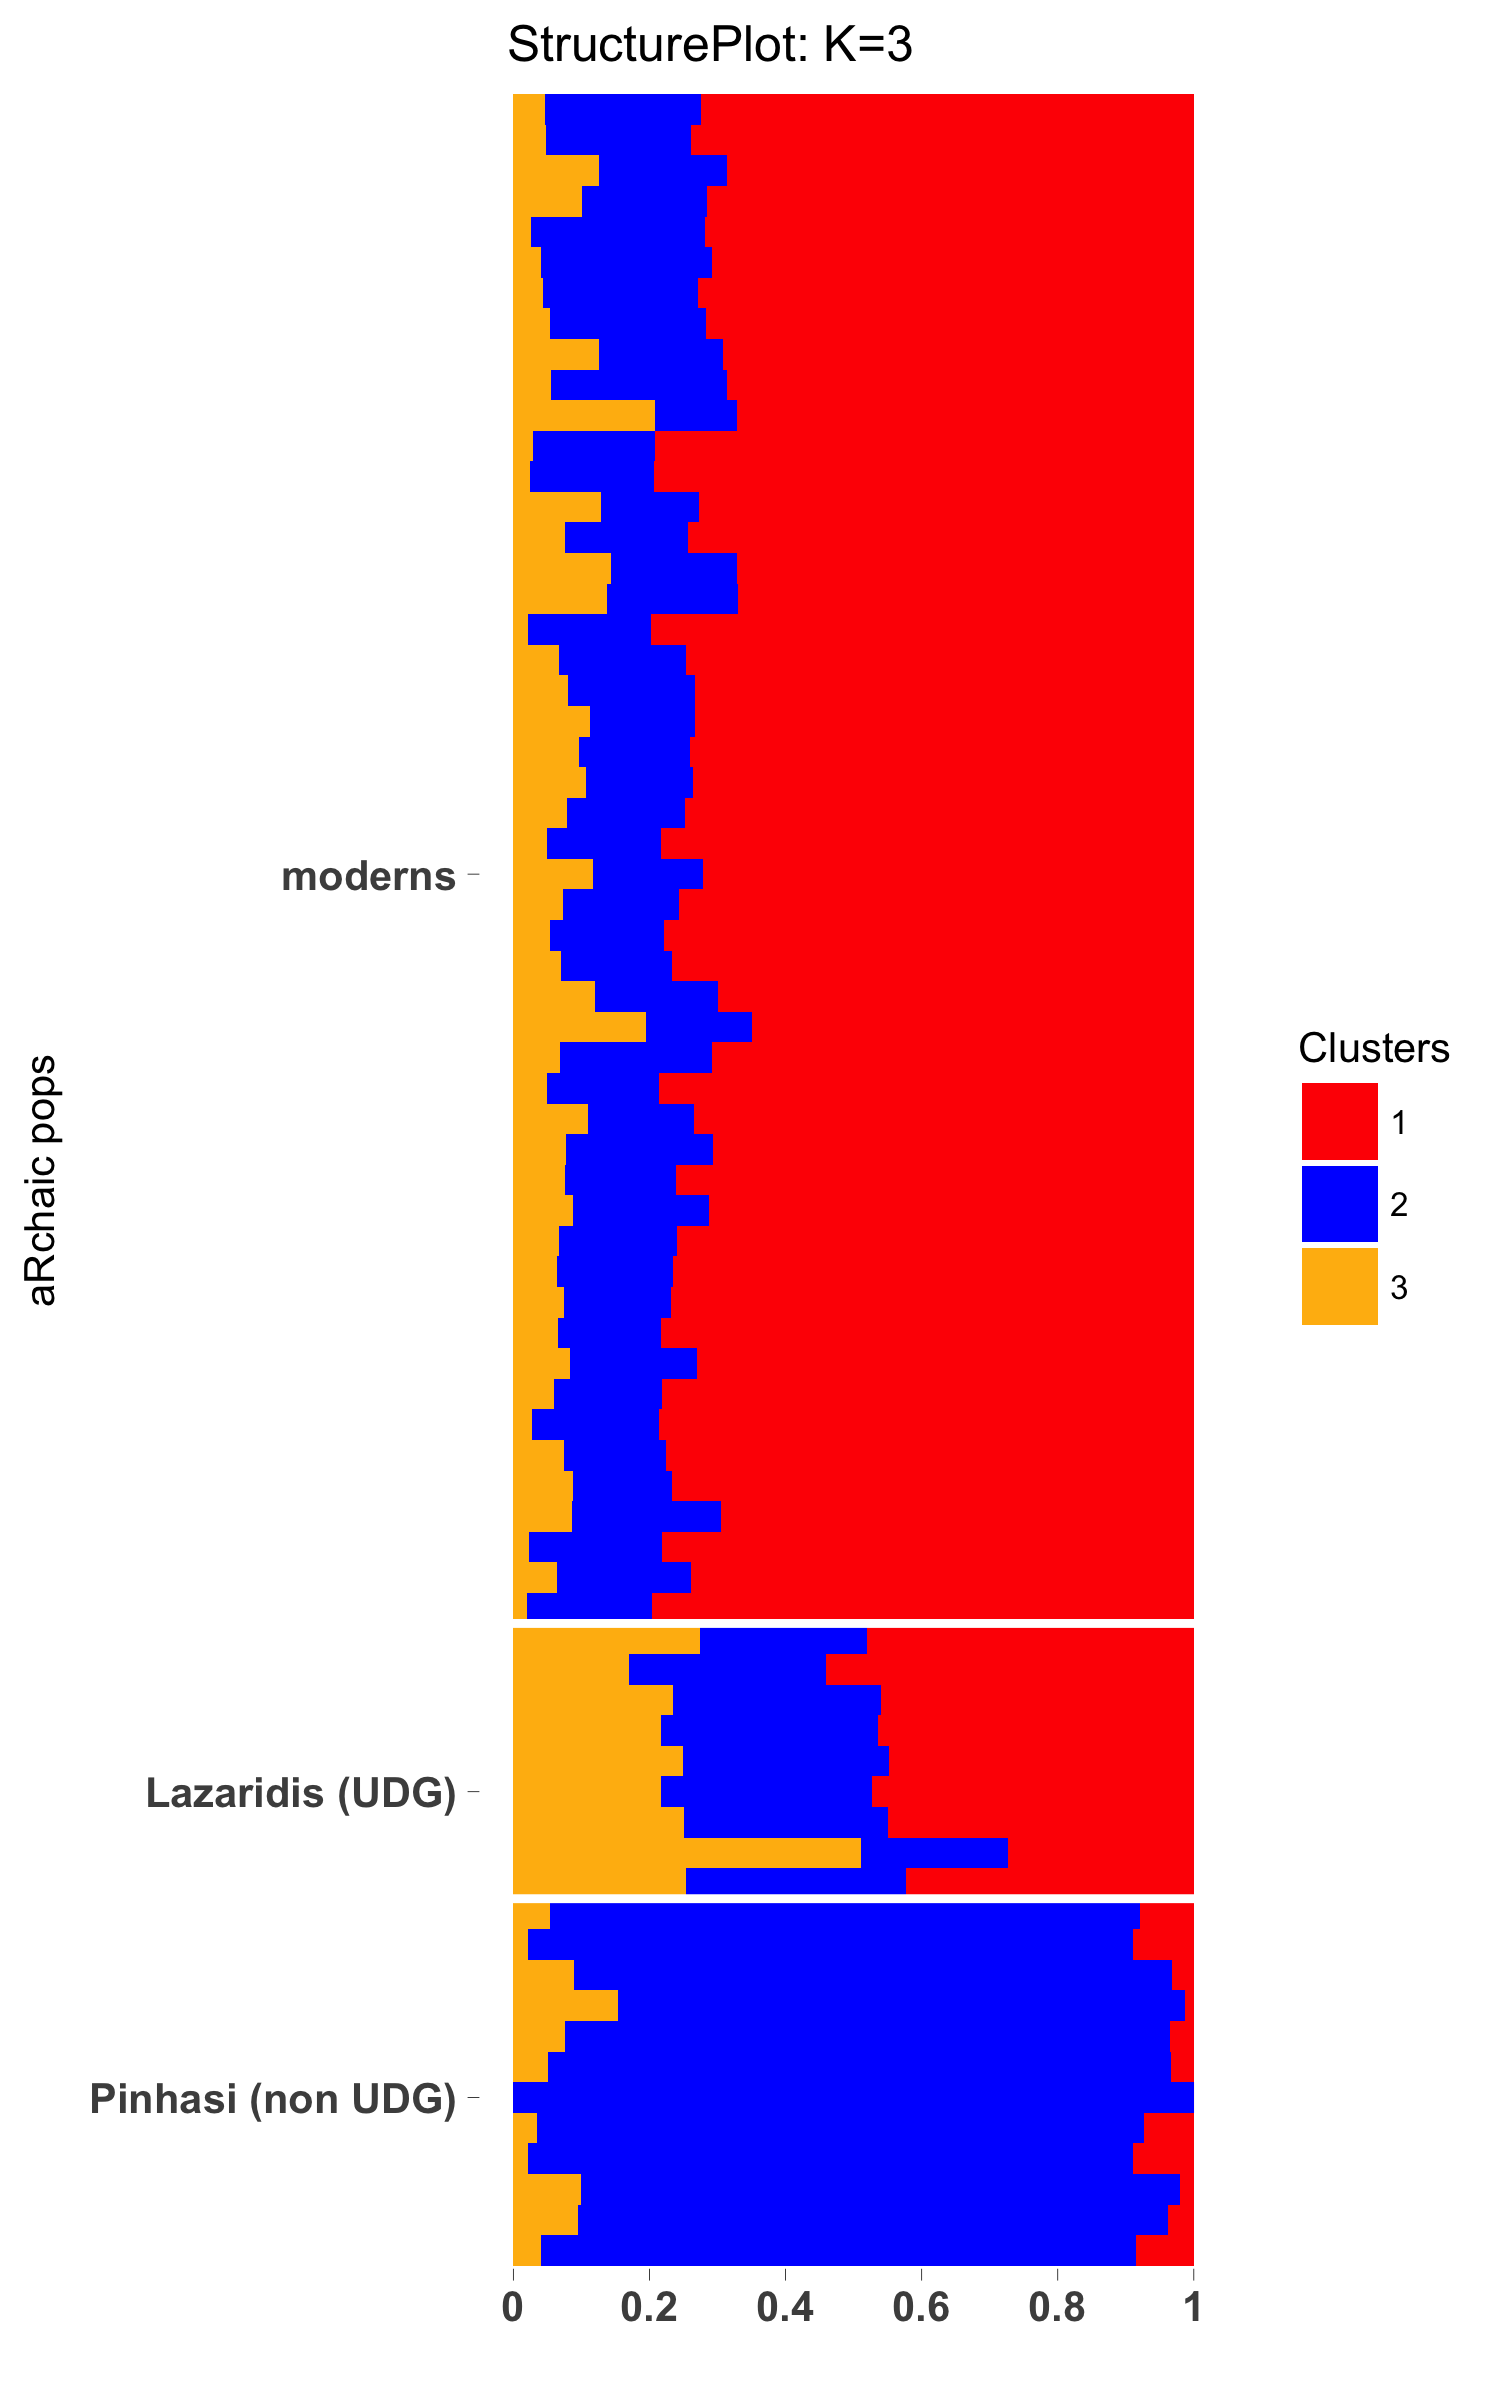 StructurePlot: K=3
moderns
Lazaridis (UDG)
Pinhasi (non UDG)
aRchaic pops
0 0.2 0.4 0.6 0.8 1
Clusters
1
2
3